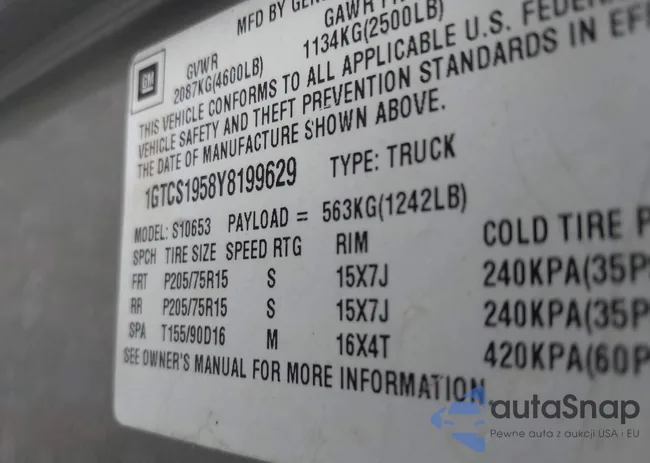 MFD BY GEN
GVWR GAWR F
2087KG(4600LB) 1134KG(2500LB)
GM
THIS VEHICLE CONFORMS TO ALL APPLICABLE U.S. FEDER
VEHICLE SAFETY AND THEFT PREVENTION STANDARDS IN EF
THE DATE OF MANUFACTURE SHOWN ABOVE.
1GTCS1958Y8199629 TYPE: TRUCK
MODEL: S10653 PAYLOAD = 563KG(1242LB)
SPCH TIRE SIZE SPEED RTG RIM COLD TIRE P
FRT P205/75R15 S 15X7J 240KPA(35P
RR P205/75R15 S 15X7J 240KPA(35P
SPA T155/90D16 M 16X4T 420KPA(60P
SEE OWNER'S MANUAL FOR MORE INFORMATION
autaSnap
Pewne auta z aukcji USA i EU